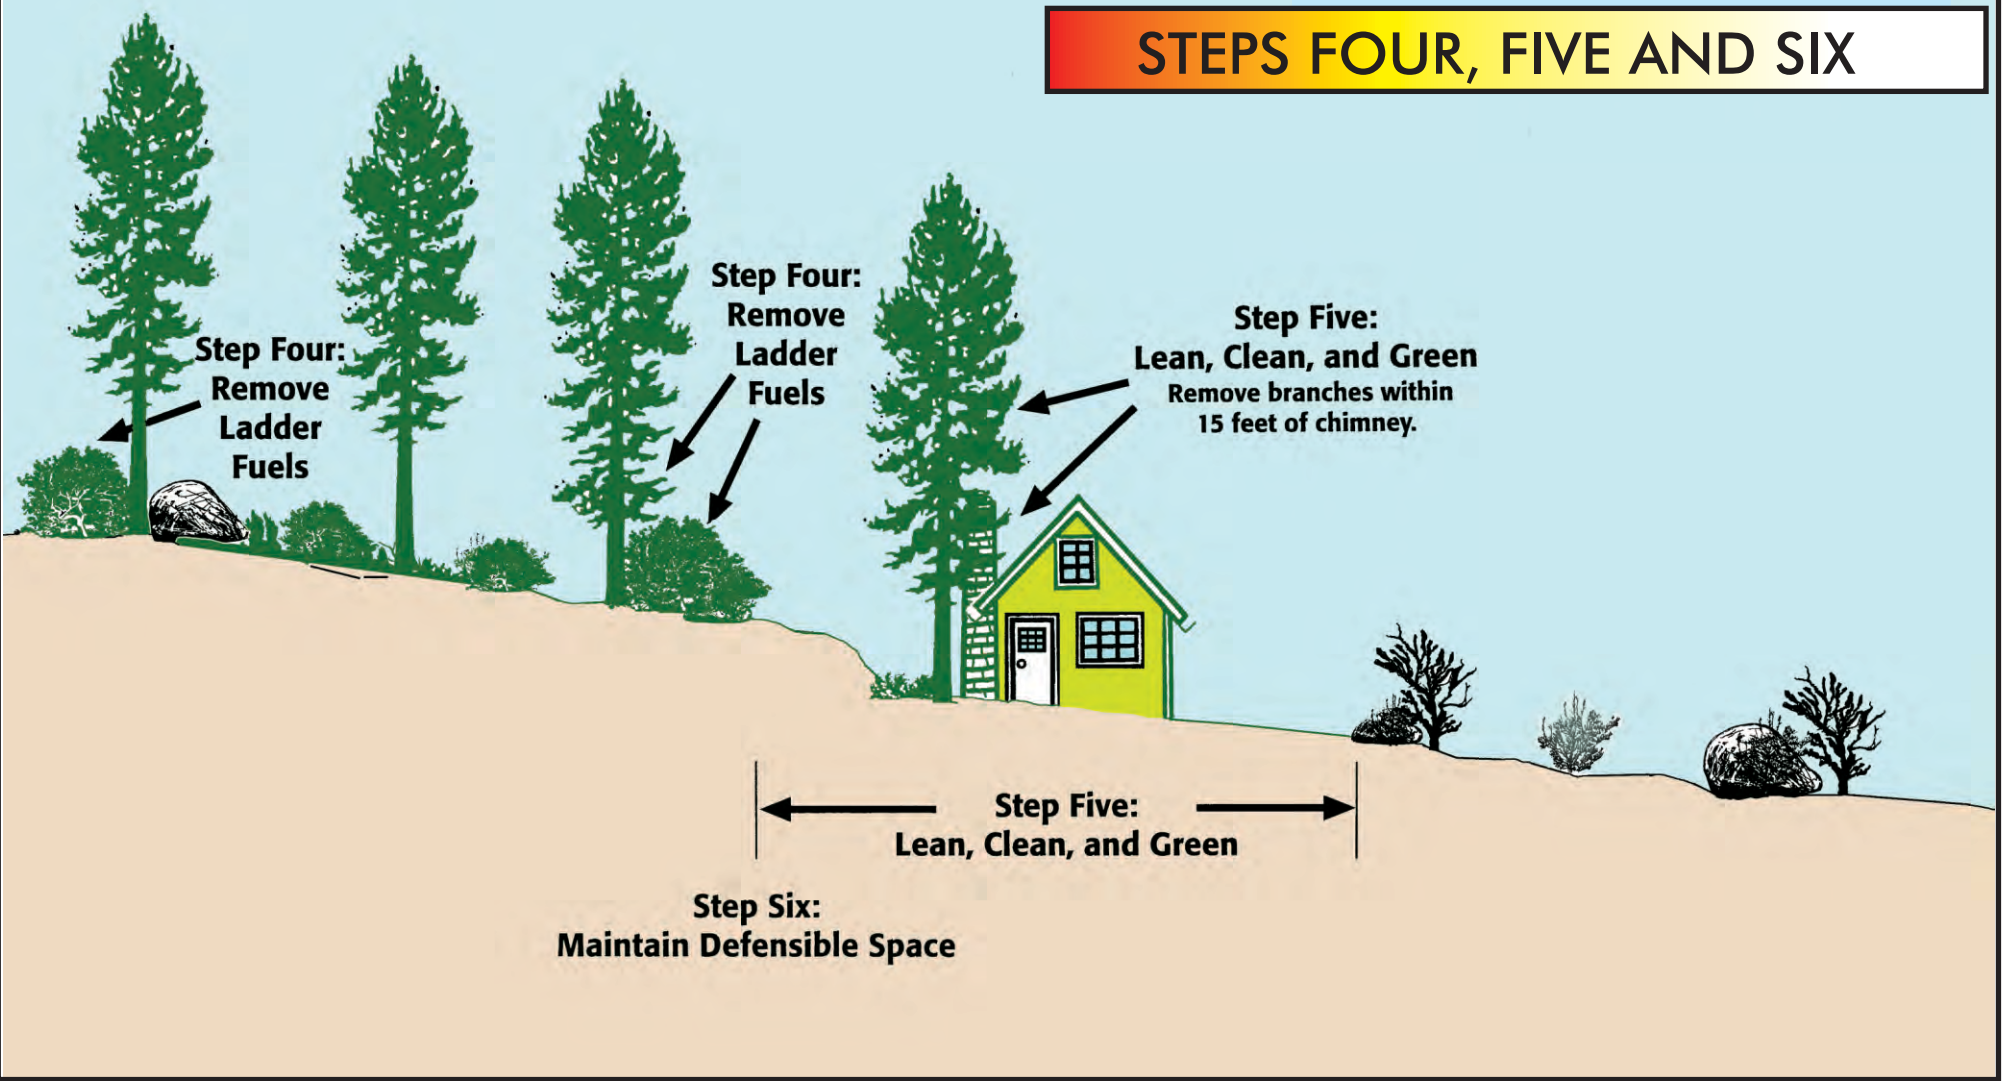 STEPS FOUR, FIVE AND SIX
Step Four:
Remove
Ladder
Fuels
Step Four:
Remove
Ladder
Fuels
Step Five:
Lean, Clean, and Green
Remove branches within
15 feet of chimney.
Step Five:
Lean, Clean, and Green
Step Six:
Maintain Defensible Space